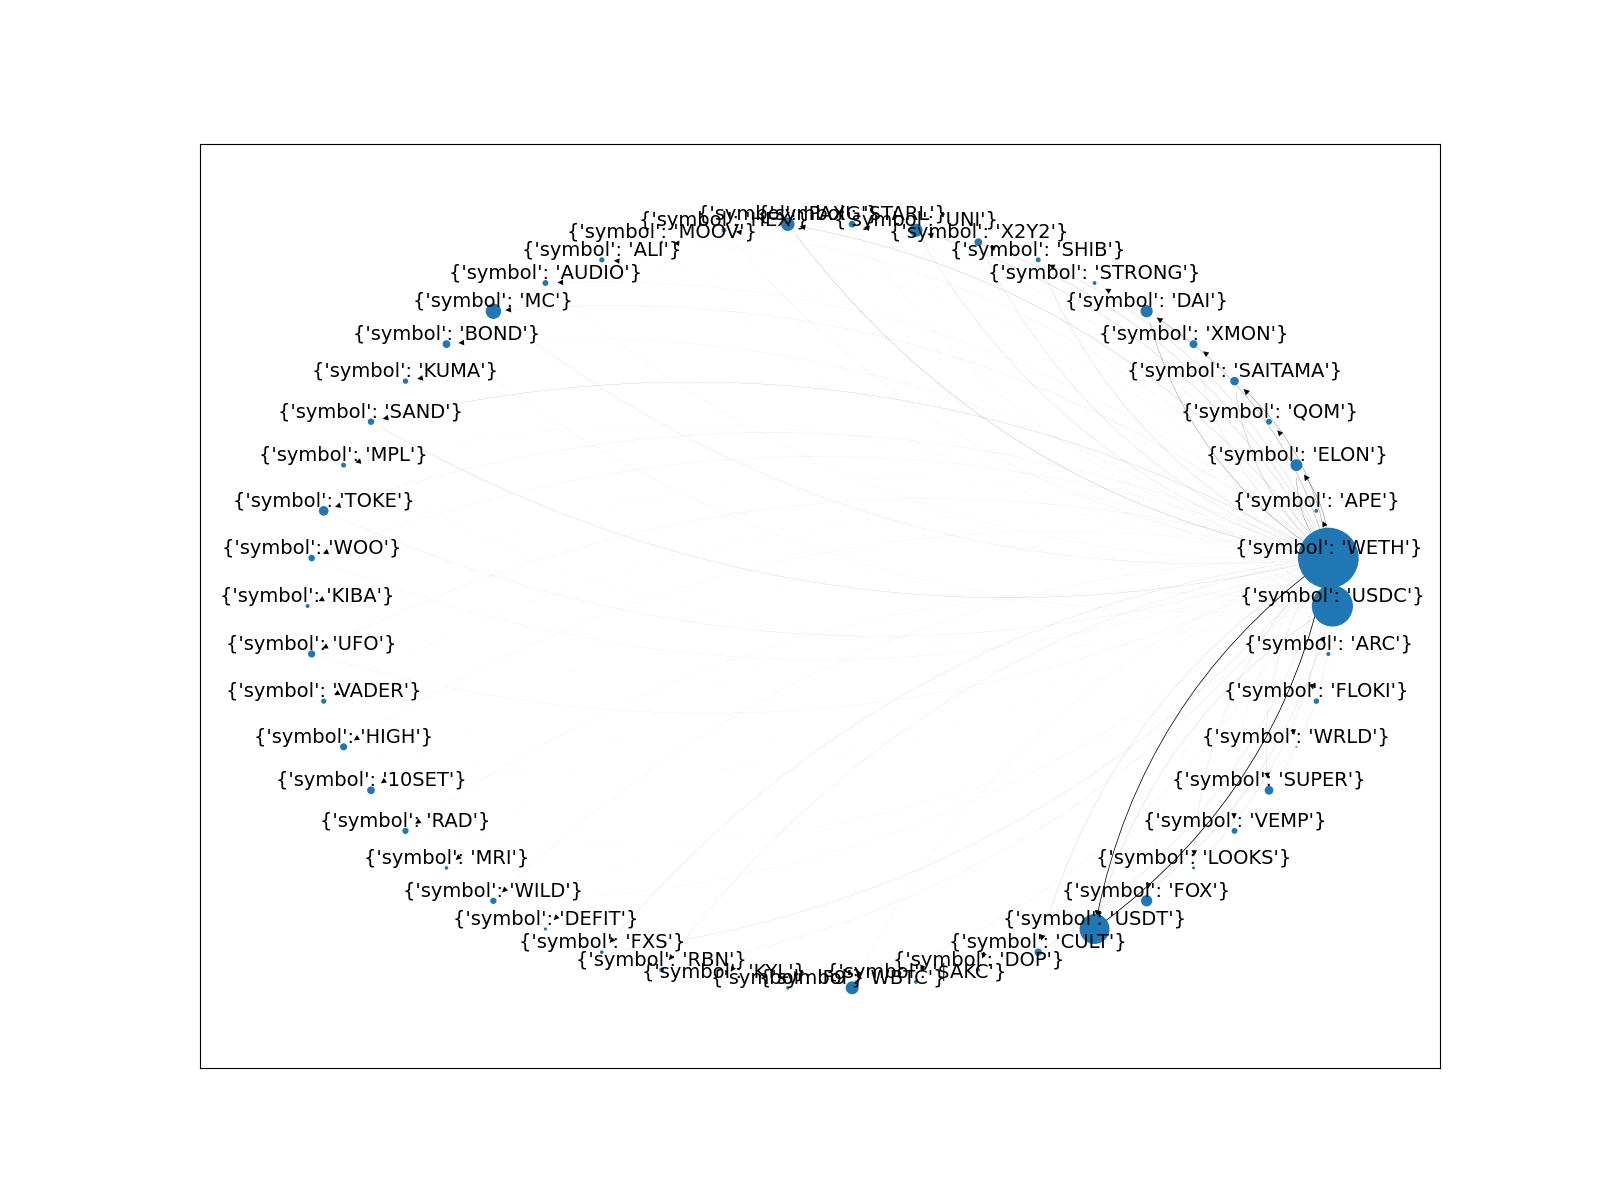 {'symbol': 'PAXG'}
{'symbol': 'STARL'}
{'symbol': 'HEX'}
{'symbol': 'UNI'}
{'symbol': 'MOOV'}
{'symbol': 'X2Y2'}
{'symbol': 'ALI'}
{'symbol': 'SHIB'}
{'symbol': 'AUDIO'}
{'symbol': 'STRONG'}
{'symbol': 'MC'}
{'symbol': 'DAI'}
{'symbol': 'BOND'}
{'symbol': 'XMON'}
{'symbol': 'KUMA'}
{'symbol': 'SAITAMA'}
{'symbol': 'SAND'}
{'symbol': 'QOM'}
{'symbol': 'MPL'}
{'symbol': 'ELON'}
{'symbol': 'TOKE'}
{'symbol': 'APE'}
{'symbol': 'WOO'}
{'symbol': 'WETH'}
{'symbol': 'KIBA'}
{'symbol': 'USDC'}
{'symbol': 'UFO'}
{'symbol': 'ARC'}
{'symbol': 'VADER'}
{'symbol': 'FLOKI'}
{'symbol': 'HIGH'}
{'symbol': 'WRLD'}
{'symbol': '10SET'}
{'symbol': 'SUPER'}
{'symbol': 'RAD'}
{'symbol': 'VEMP'}
{'symbol': 'MRI'}
{'symbol': 'LOOKS'}
{'symbol': 'WILD'}
{'symbol': 'FOX'}
{'symbol': 'DEFIT'}
{'symbol': 'USDT'}
{'symbol': 'FXS'}
{'symbol': 'CULT'}
{'symbol': 'RBN'}
{'symbol': 'DOP'}
{'symbol': 'KYL'}
{'symbol': 'SAKC'}
{'symbol': 'WBTC'}